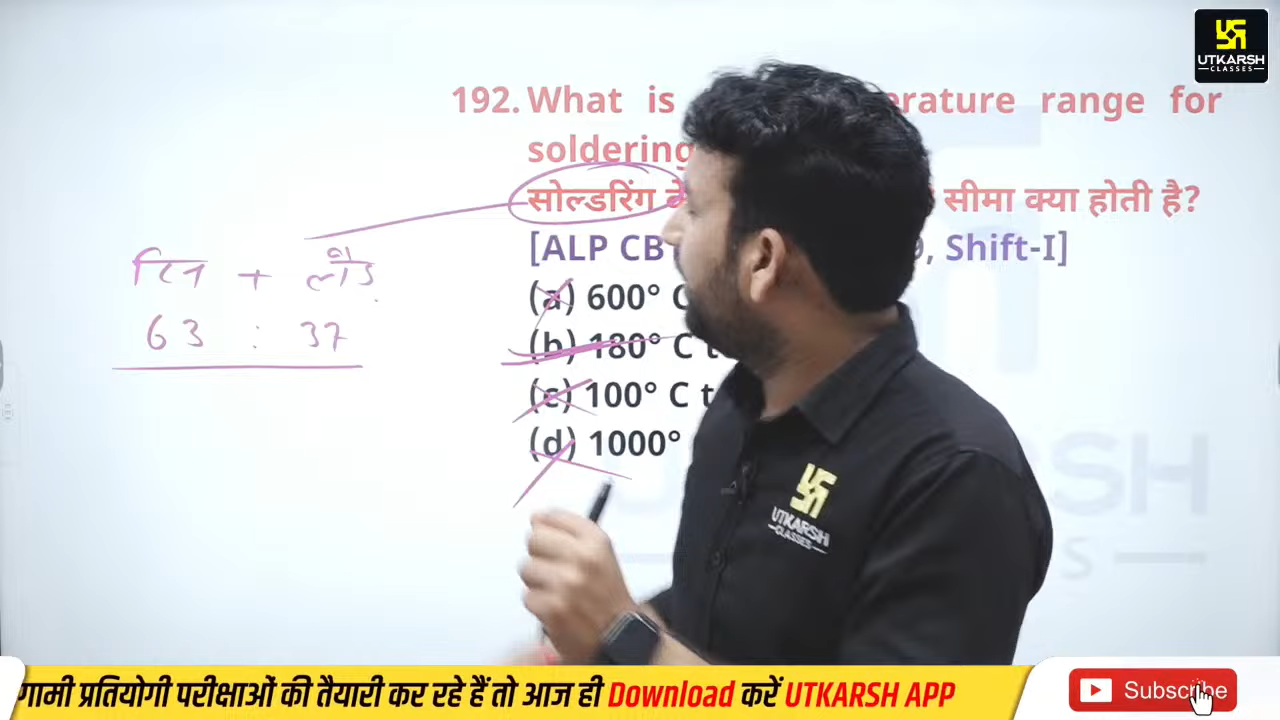 UTKARSH
CLASSES
192. What is erature range for
soldering
सोल्डरिंग सीमा क्या होती है?
[ALP CB , Shift-I]
(a) 600° C
(b) 180° C t
(c) 100° C t
(d) 1000°
टिन + लैड
63 : 37
UTKARSH
CLASSES
गामी प्रतियोगी परीक्षाओं की तैयारी कर रहे हैं तो आज ही Download करें UTKARSH APP
Subscribe